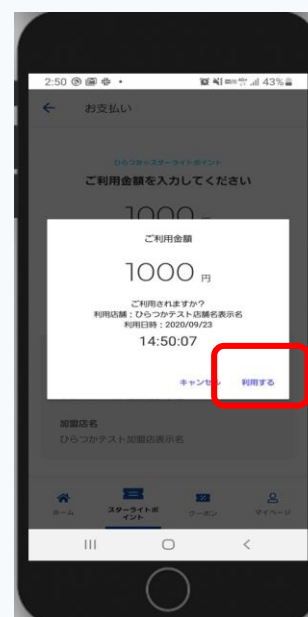 2:50 43%
お支払い
ひらつか☆スターライトポイント
ご利用金額を入力してください
1000 円
ご利用金額
1000 円
ご利用されますか？
利用店舗：ひらつかテスト店舗名表示名
利用日時：2020/09/23
14:50:07
キャンセル 利用する
加盟店名
ひらつかテスト加盟店表示名
ホーム スターライトポイント クーポン マイページ